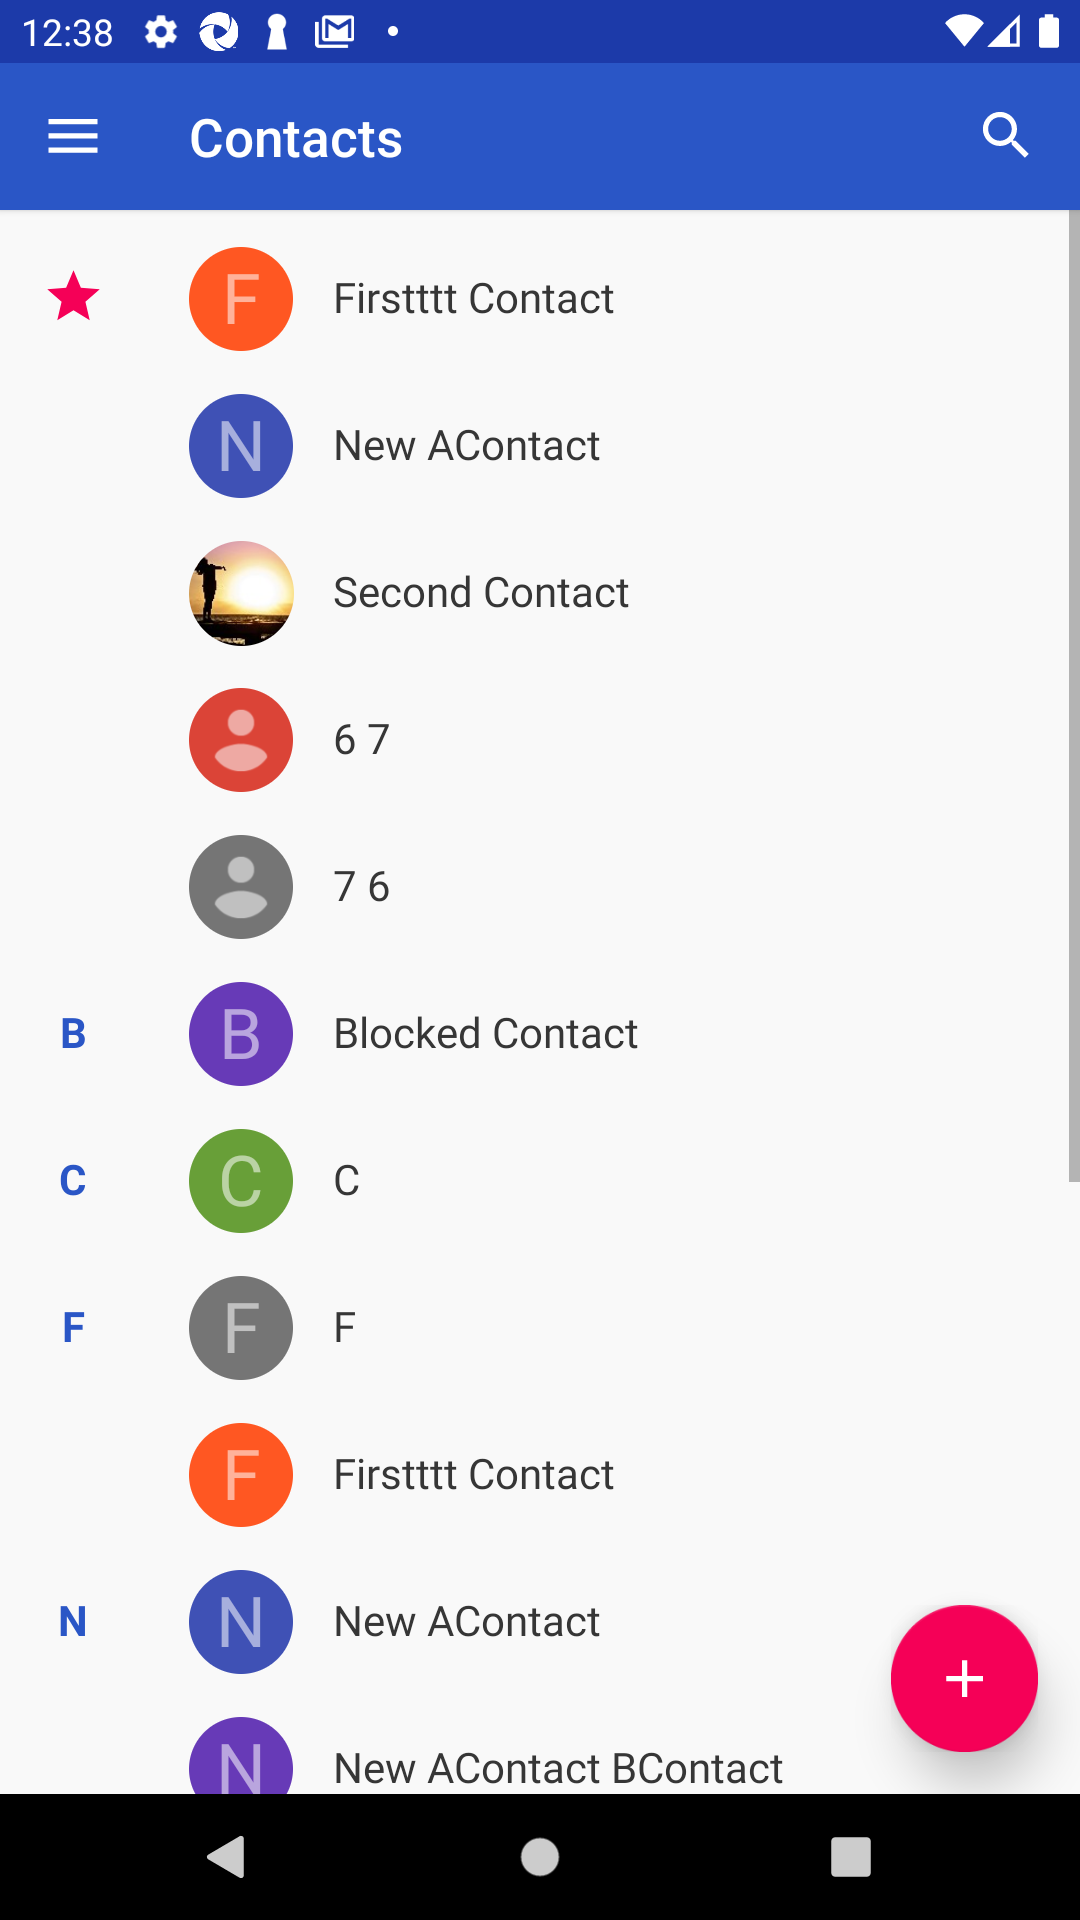 12:38
Contacts
F Firstttt Contact
N New AContact
Second Contact
6 7
7 6
B B Blocked Contact
C C C
F F F
F Firstttt Contact
N N New AContact
N New AContact BContact